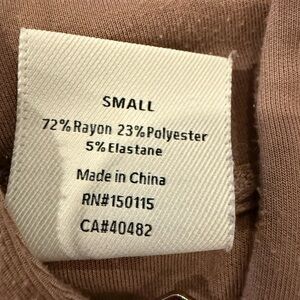 SMALL
72% Rayon 23% Polyester
5% Elastane
Made in China
RN#150115
CA#40482